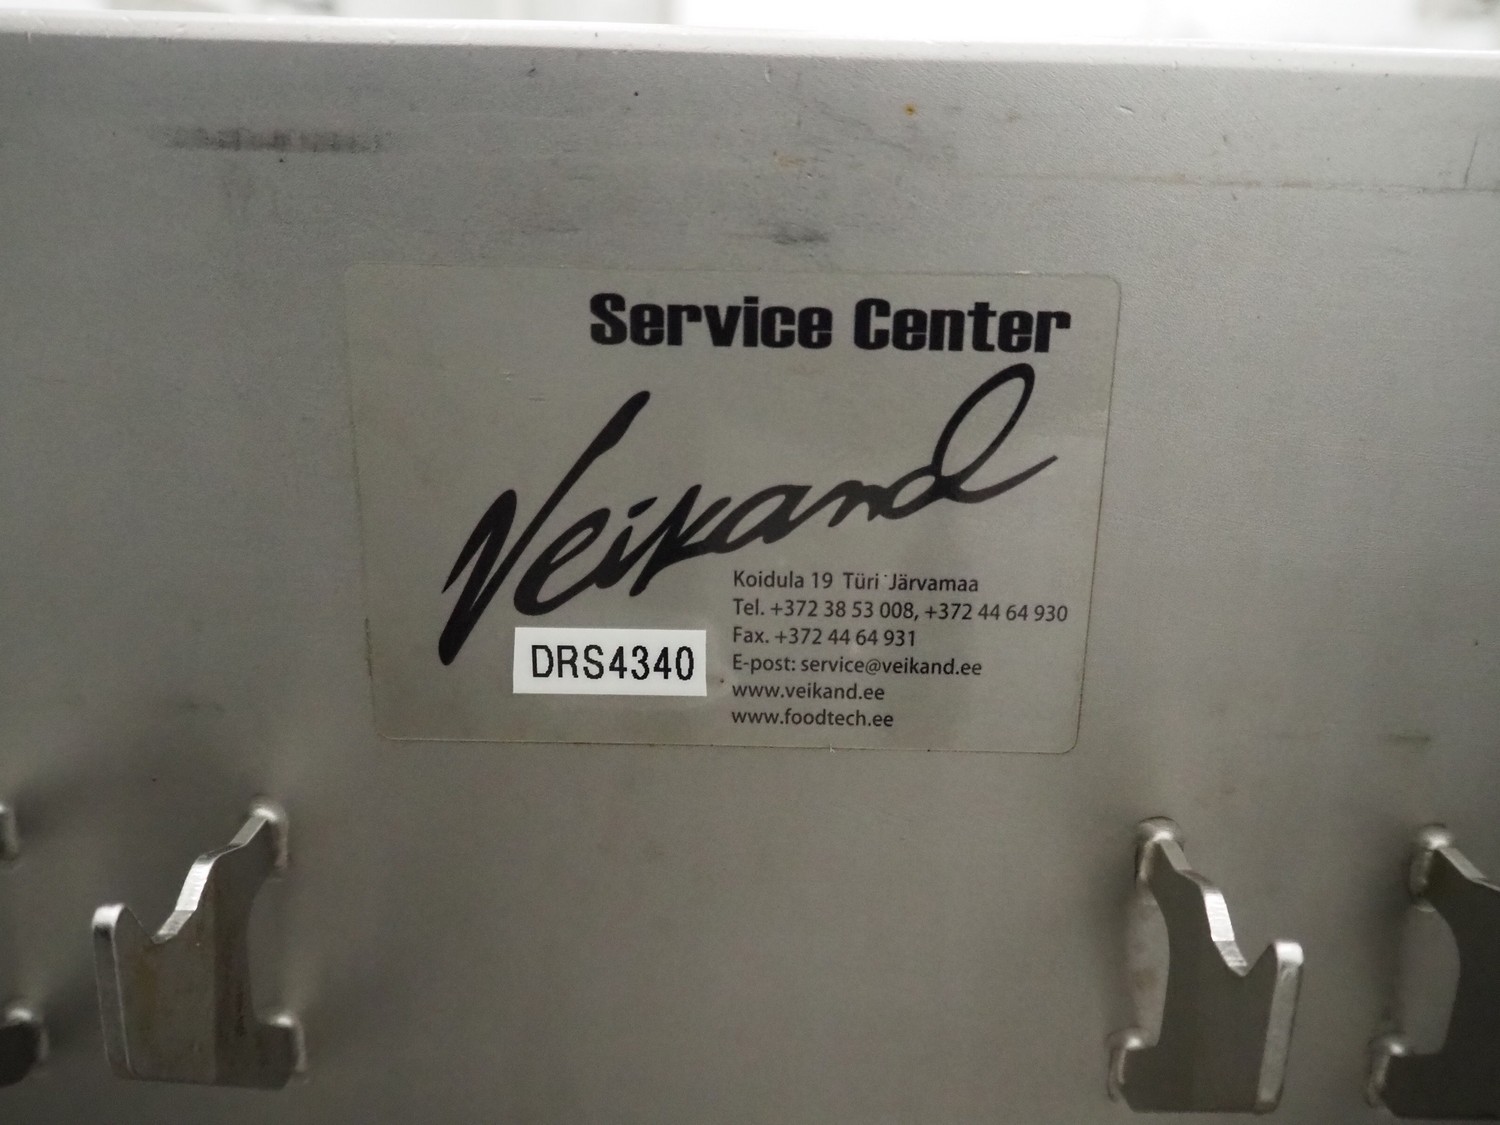 Service Center
Veikand
Koidula 19 Türi Järvamaa
Tel. +372 38 53 008, +372 44 64 930
Fax. +372 44 64 931
E-post: service@veikand.ee
www.veikand.ee
www.foodtech.ee
DRS4340